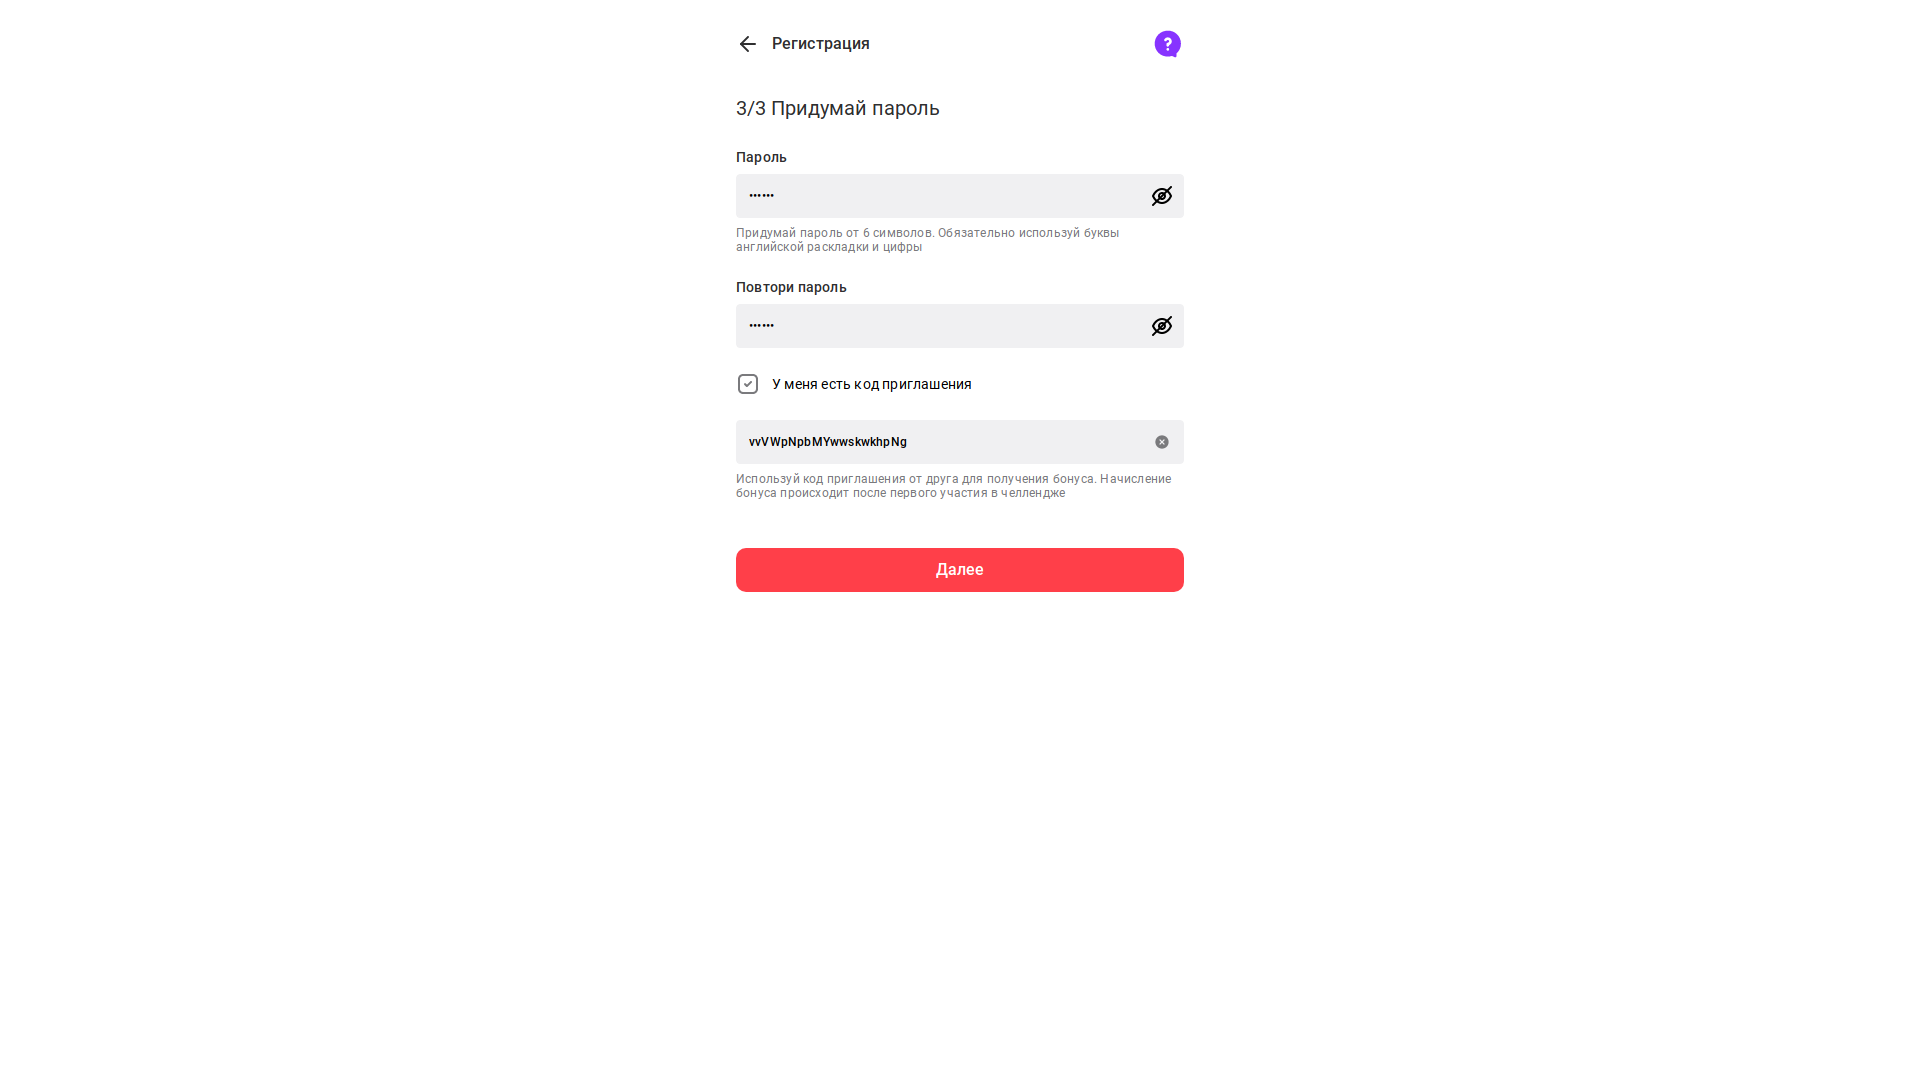 Регистрация
3/3 Придумай пароль
Пароль
••••••
Придумай пароль от 6 символов. Обязательно используй буквы
английской раскладки и цифры
Повтори пароль
••••••
У меня есть код приглашения
vvVWpNpbMYwwskwkhpNg
Используй код приглашения от друга для получения бонуса. Начисление
бонуса происходит после первого участия в челлендже
Далее